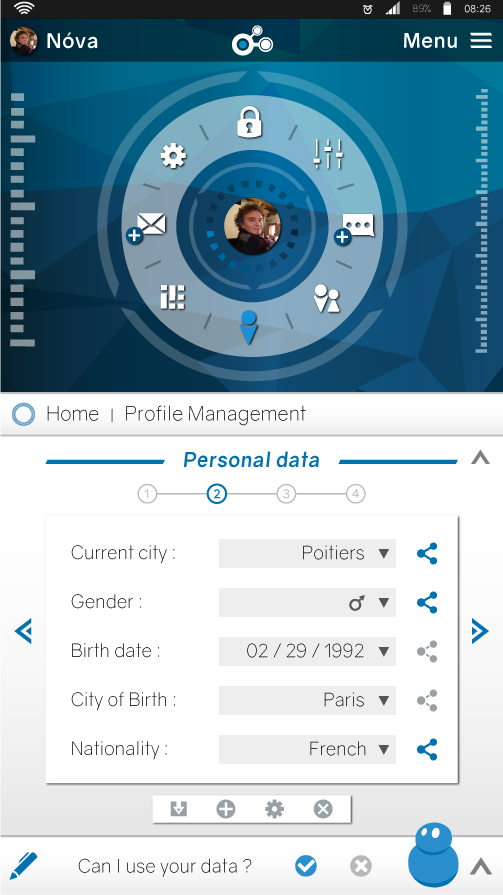 89% 08:26
Nóva Menu
Home | Profile Management
Personal data
1 2 3 4
Current city : Poitiers
Gender : ♂
Birth date : 02 / 29 / 1992
City of Birth : Paris
Nationality : French
Can I use your data ?